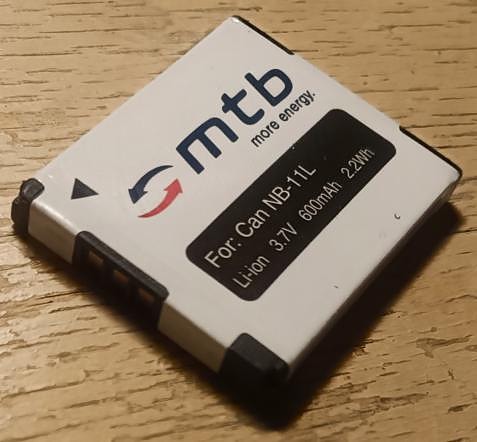 mtb
more energy.
For: Can NB-11L
Li-ion 3.7V 600mAh 2.2Wh